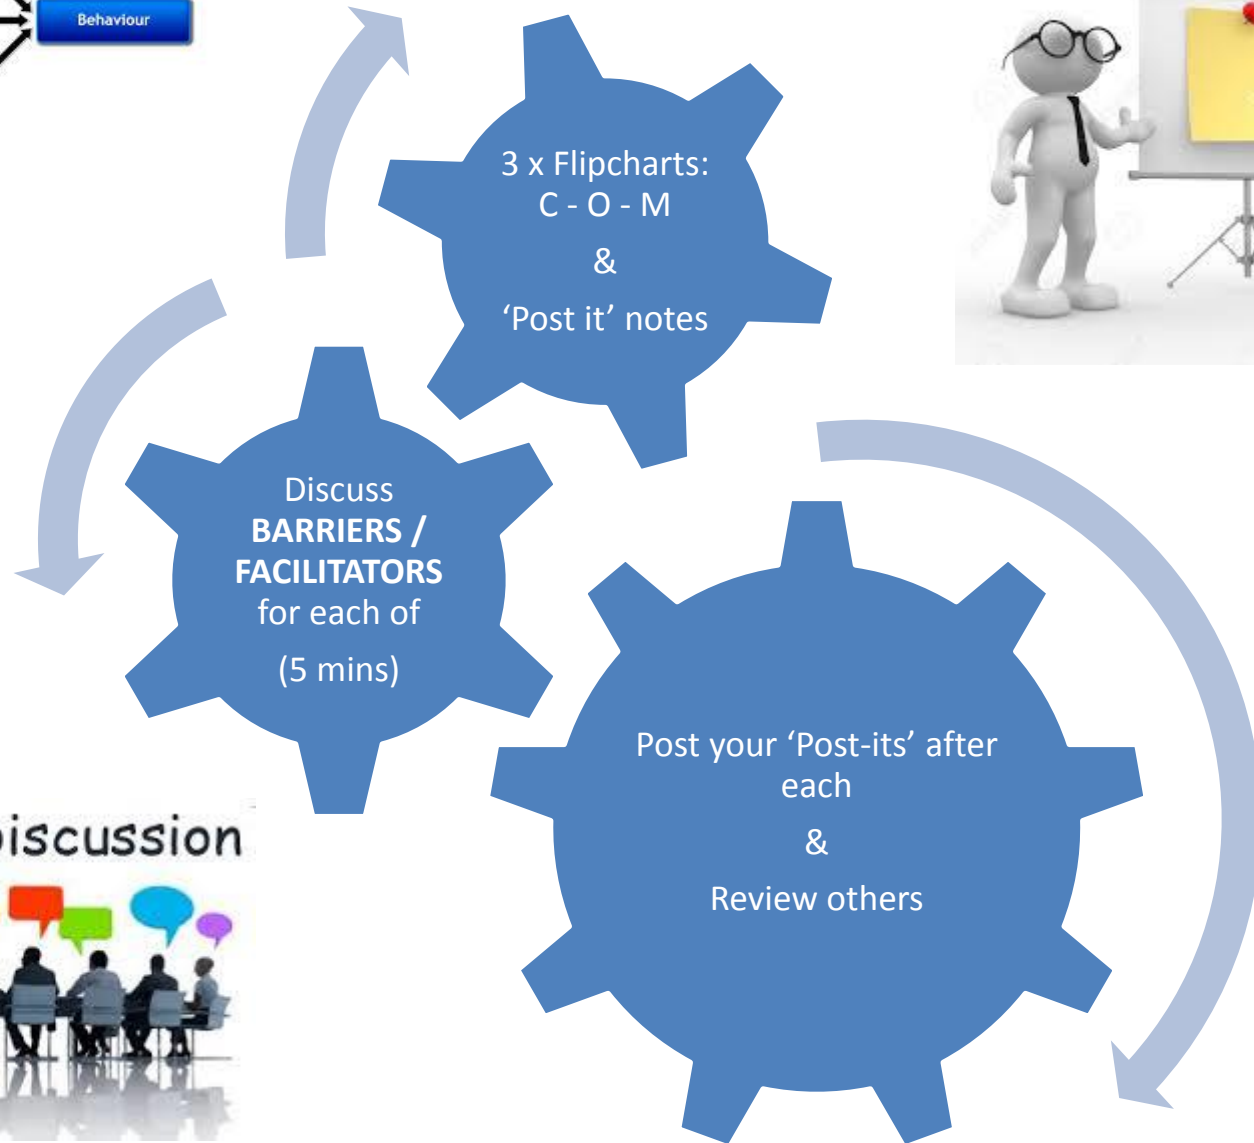 Behaviour
3 x Flipcharts:
C - O - M
&
‘Post it’ notes
Discuss
BARRIERS /
FACILITATORS
for each of
(5 mins)
Post your ‘Post-its’ after
each
&
Review others
iscussion